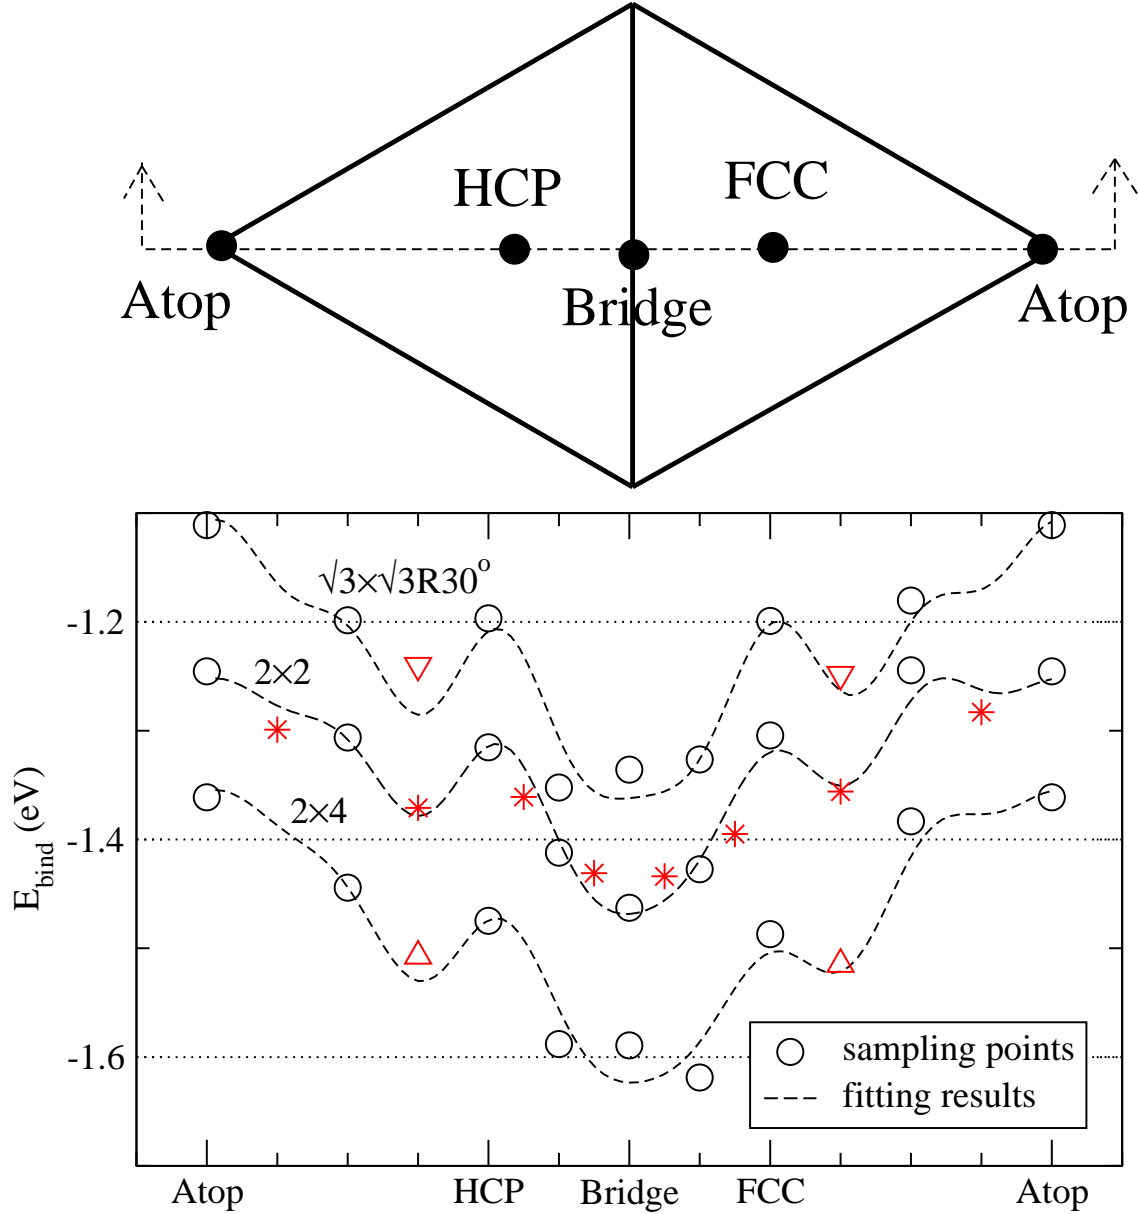 HCP
FCC
Atop
Bridge
Atop
√3×√3R30°
-1.2
2×2
2×4
-1.4
E_bind (eV)
-1.6
sampling points
fitting results
Atop
HCP
Bridge
FCC
Atop